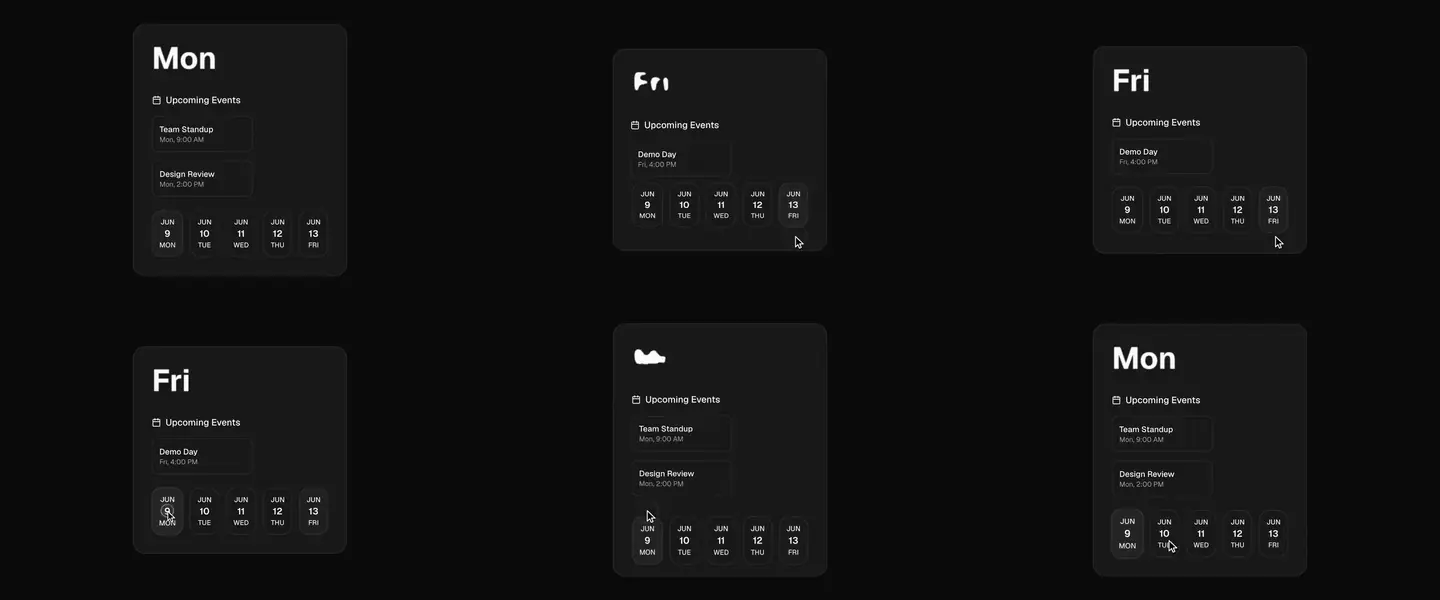 Mon
Upcoming Events
Team Standup
Mon, 9:00 AM
Design Review
Mon, 2:00 PM
JUN JUN JUN JUN JUN
9 10 11 12 13
MON TUE WED THU FRI
Fri
Upcoming Events
Demo Day
Fri, 4:00 PM
JUN JUN JUN JUN JUN
9 10 11 12 13
MON TUE WED THU FRI
Fri
Upcoming Events
Demo Day
Fri, 4:00 PM
JUN JUN JUN JUN JUN
9 10 11 12 13
MON TUE WED THU FRI
Fri
Upcoming Events
Demo Day
Fri, 4:00 PM
JUN JUN JUN JUN JUN
9 10 11 12 13
MON TUE WED THU FRI
Upcoming Events
Team Standup
Mon, 9:00 AM
Design Review
Mon, 2:00 PM
JUN JUN JUN JUN JUN
9 10 11 12 13
MON TUE WED THU FRI
Mon
Upcoming Events
Team Standup
Mon, 9:00 AM
Design Review
Mon, 2:00 PM
JUN JUN JUN JUN JUN
9 10 11 12 13
MON TUE WED THU FRI